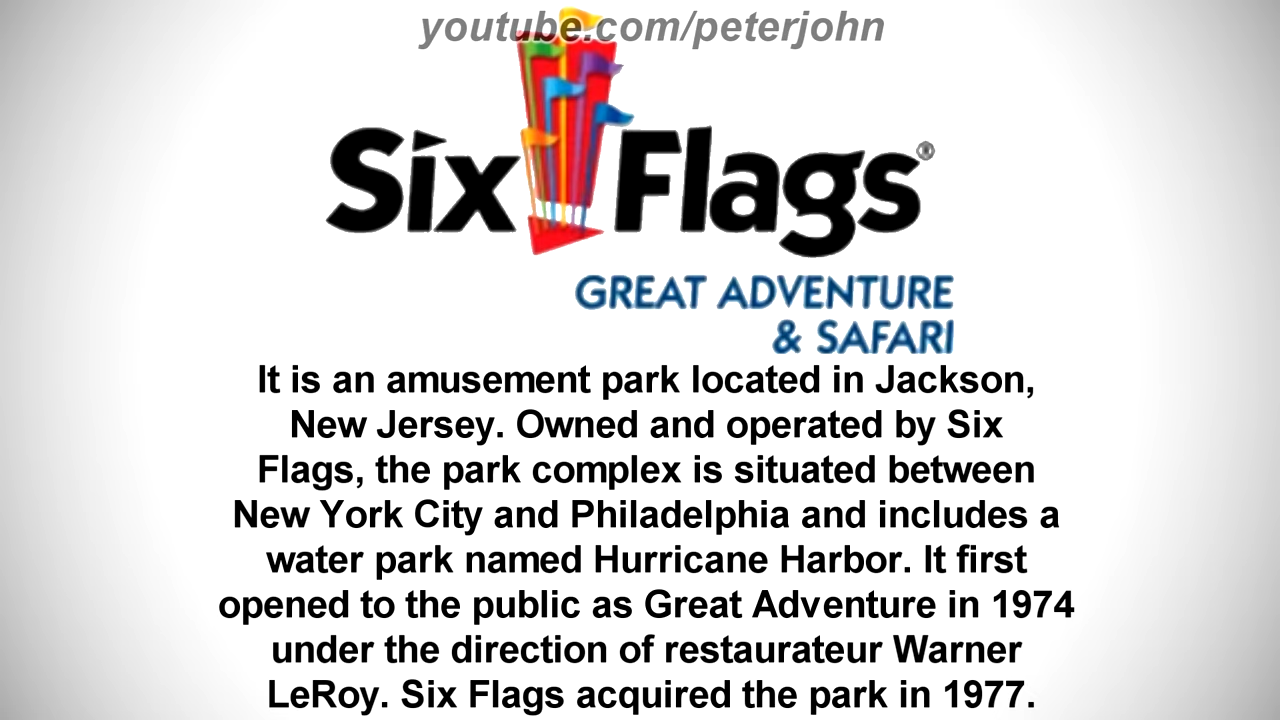 youtube.com/peterjohn
Six Flags®
GREAT ADVENTURE
& SAFARI
It is an amusement park located in Jackson,
New Jersey. Owned and operated by Six
Flags, the park complex is situated between
New York City and Philadelphia and includes a
water park named Hurricane Harbor. It first
opened to the public as Great Adventure in 1974
under the direction of restaurateur Warner
LeRoy. Six Flags acquired the park in 1977.